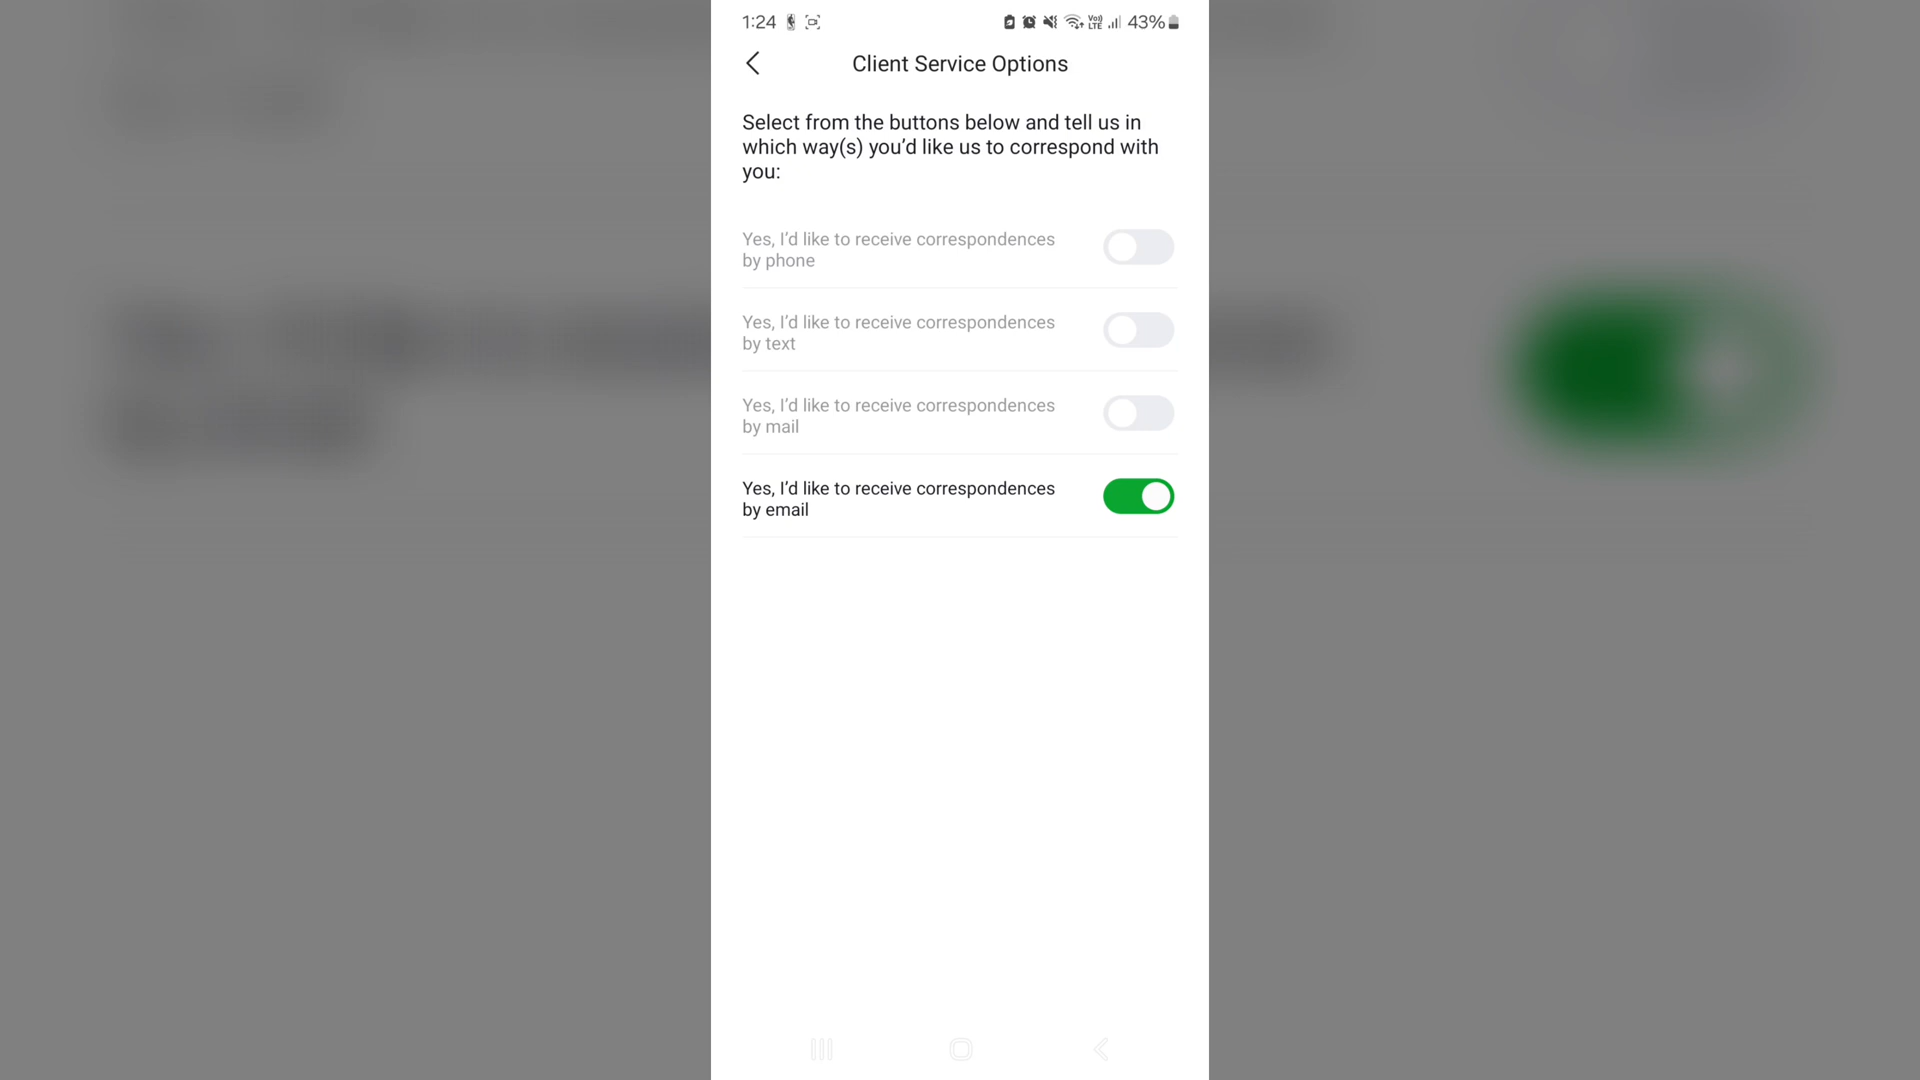 1:24
Vo))
LTE
43%
Client Service Options
Select from the buttons below and tell us in
which way(s) you'd like us to correspond with
you:
Yes, I'd like to receive correspondences
by phone
Yes, I'd like to receive correspondences
by text
Yes, I'd like to receive correspondences
by mail
Yes, I'd like to receive correspondences
by email